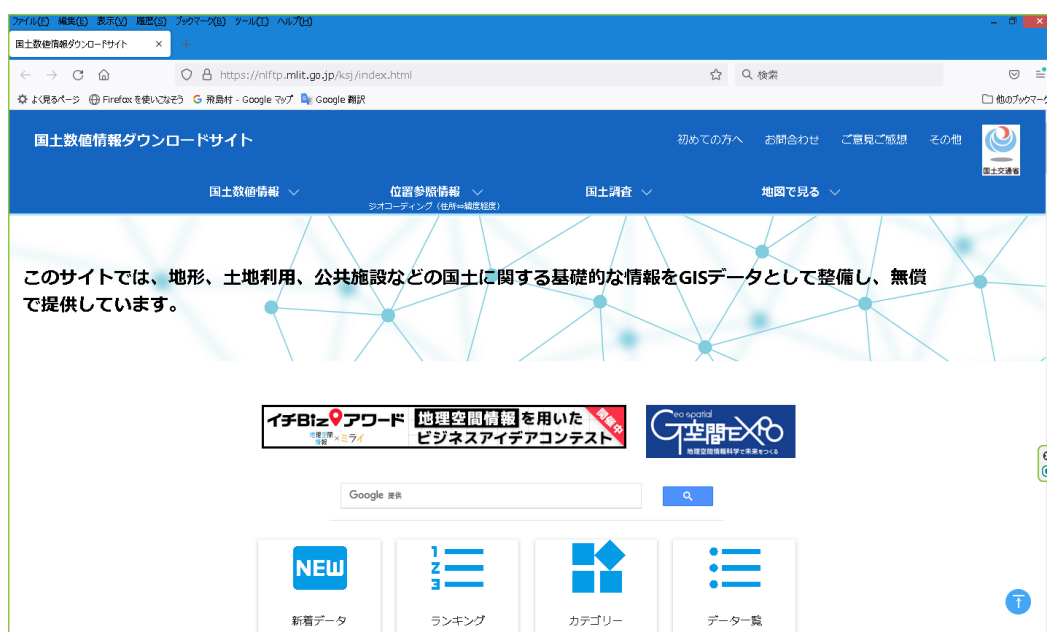 ファイル(F) 編集(E) 表示(V) 履歴(S) ブックマーク(B) ツール(T) ヘルプ(H)
国土数値情報ダウンロードサイト
https://nlftp.mlit.go.jp/ksj/index.html
検索
よく見るページ Firefox を使いこなそう 飛島村 - Google マップ Google 翻訳
他のブックマーク
国土数値情報ダウンロードサイト
初めての方へ お問合わせ ご意見ご感想 その他
国土交通省
国土数値情報 位置参照情報 国土調査 地図で見る
ジオコーディング（住所⇔緯度経度）
このサイトでは、地形、土地利用、公共施設などの国土に関する基礎的な情報をGISデータとして整備し、無償
で提供しています。
イチBizアワード 地理空間情報を用いた
地理空間情報×ミライ ビジネスアイデアコンテスト
開催中
Geo spatial
G空間EXPO
地理空間情報科学で未来をつくる
Google 提供
NEW
1
2
3
新着データ ランキング カテゴリー データ一覧